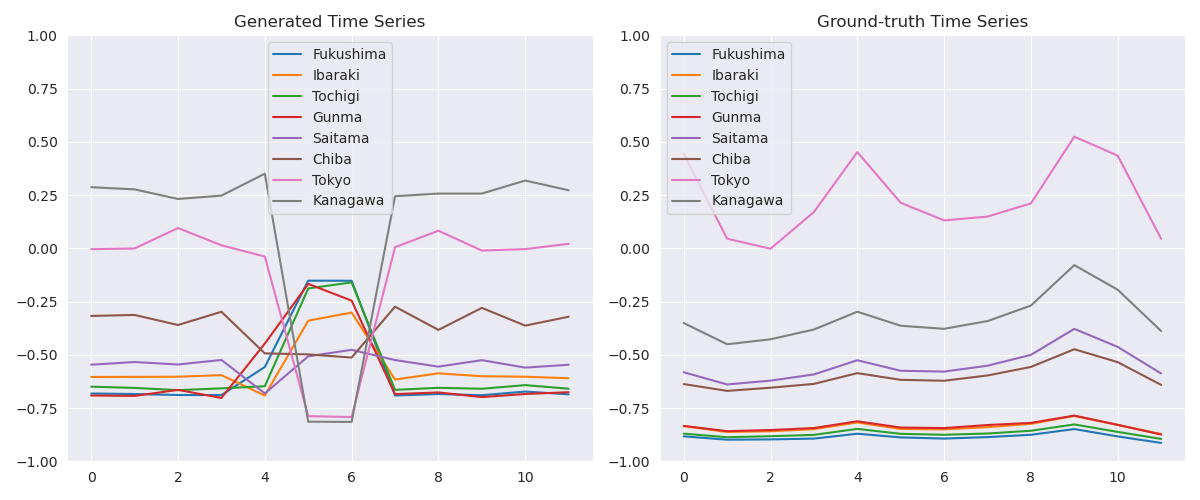 Generated Time Series
1.00
0.75
0.50
0.25
0.00
−0.25
−0.50
−0.75
−1.00
0 2 4 6 8 10
Fukushima
Ibaraki
Tochigi
Gunma
Saitama
Chiba
Tokyo
Kanagawa
Ground-truth Time Series
1.00
0.75
0.50
0.25
0.00
−0.25
−0.50
−0.75
−1.00
0 2 4 6 8 10
Fukushima
Ibaraki
Tochigi
Gunma
Saitama
Chiba
Tokyo
Kanagawa